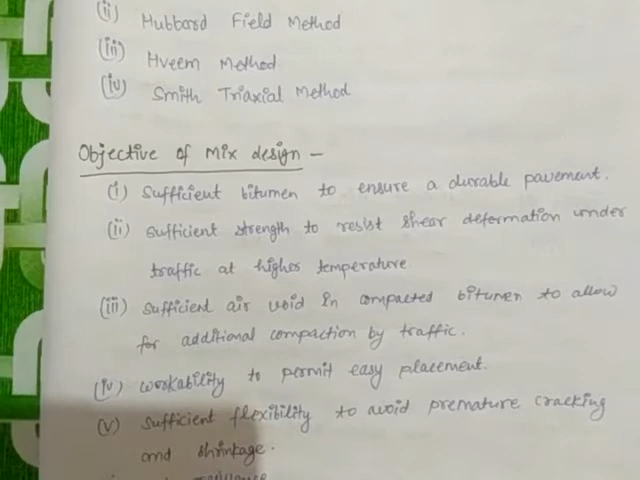 (ii) Hubbard Field Method
(iii) Hveem Method
(iv) Smith Triaxial Method
Objective of Mix design -
(i) Sufficient bitumen to ensure a durable pavement.
(ii) Sufficient strength to resist shear deformation under
traffic at higher temperature
(iii) Sufficient air void in compacted bitumen to allow
for additional compaction by traffic.
(iv) Workability to permit easy placement.
(v) Sufficient flexibility to avoid premature cracking
and shrinkage.